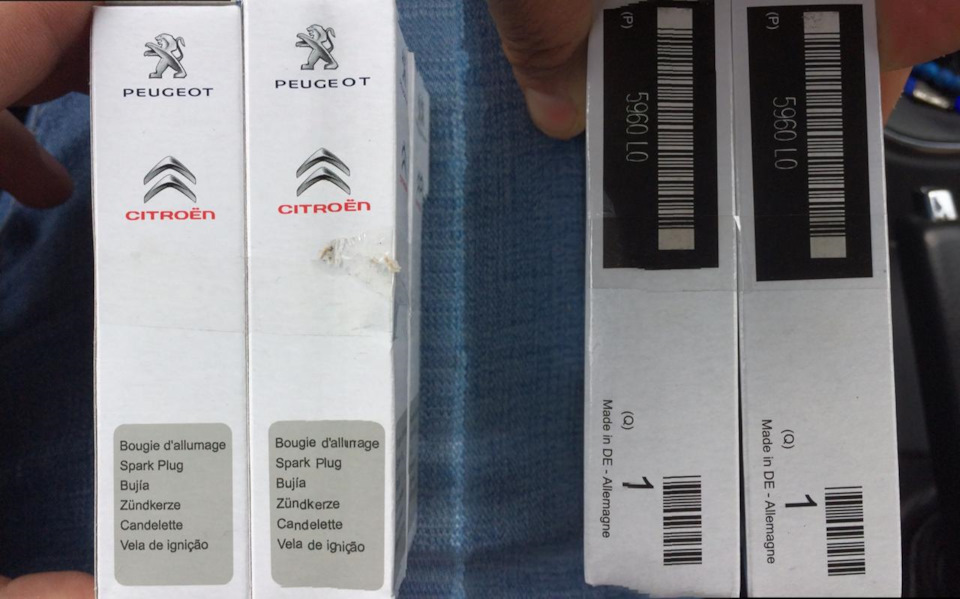 PEUGEOT
CITROËN
Bougie d'allumage
Spark Plug
Bujía
Zündkerze
Candelette
Vela de ignição
PEUGEOT
CITROËN
Bougie d'allumage
Spark Plug
Bujía
Zündkerze
Candelette
Vela de ignição
(P)
5960 L0
(Q)
1
Made in DE - Allemagne
(P)
5960 L0
(Q)
1
Made in DE - Allemagne